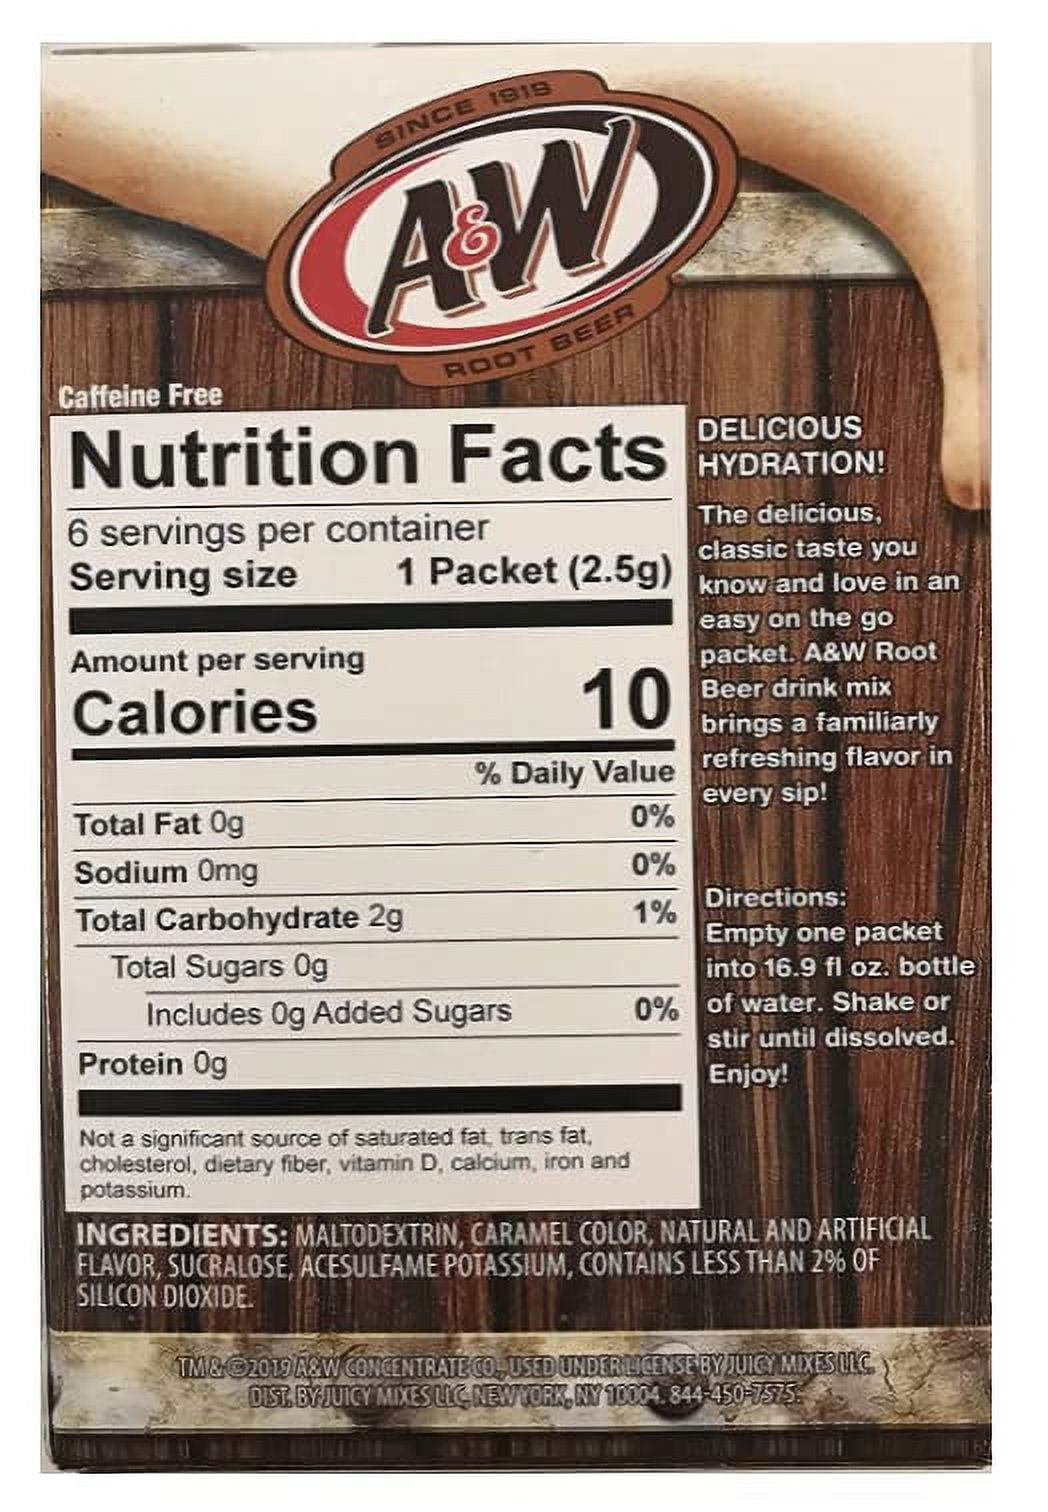 SINCE 1919
A&W
ROOT BEER
Caffeine Free
Nutrition Facts
6 servings per container
Serving size 1 Packet (2.5g)
Amount per serving
Calories 10
% Daily Value
Total Fat 0g 0%
Sodium 0mg 0%
Total Carbohydrate 2g 1%
Total Sugars 0g
Includes 0g Added Sugars 0%
Protein 0g
Not a significant source of saturated fat, trans fat,
cholesterol, dietary fiber, vitamin D, calcium, iron and
potassium.
DELICIOUS
HYDRATION!
The delicious,
classic taste you
know and love in an
easy on the go
packet. A&W Root
Beer drink mix
brings a familiarly
refreshing flavor in
every sip!
Directions:
Empty one packet
into 16.9 fl oz. bottle
of water. Shake or
stir until dissolved.
Enjoy!
INGREDIENTS: MALTODEXTRIN, CARAMEL COLOR, NATURAL AND ARTIFICIAL
FLAVOR, SUCRALOSE, ACESULFAME POTASSIUM, CONTAINS LESS THAN 2% OF
SILICON DIOXIDE.
TM & ©2019 A&W CONCENTRATE CO., USED UNDER LICENSE BY JUICY MIXES LLC.
DIST. BY JUICY MIXES LLC, NEW YORK, NY 10004. 844-450-7575.